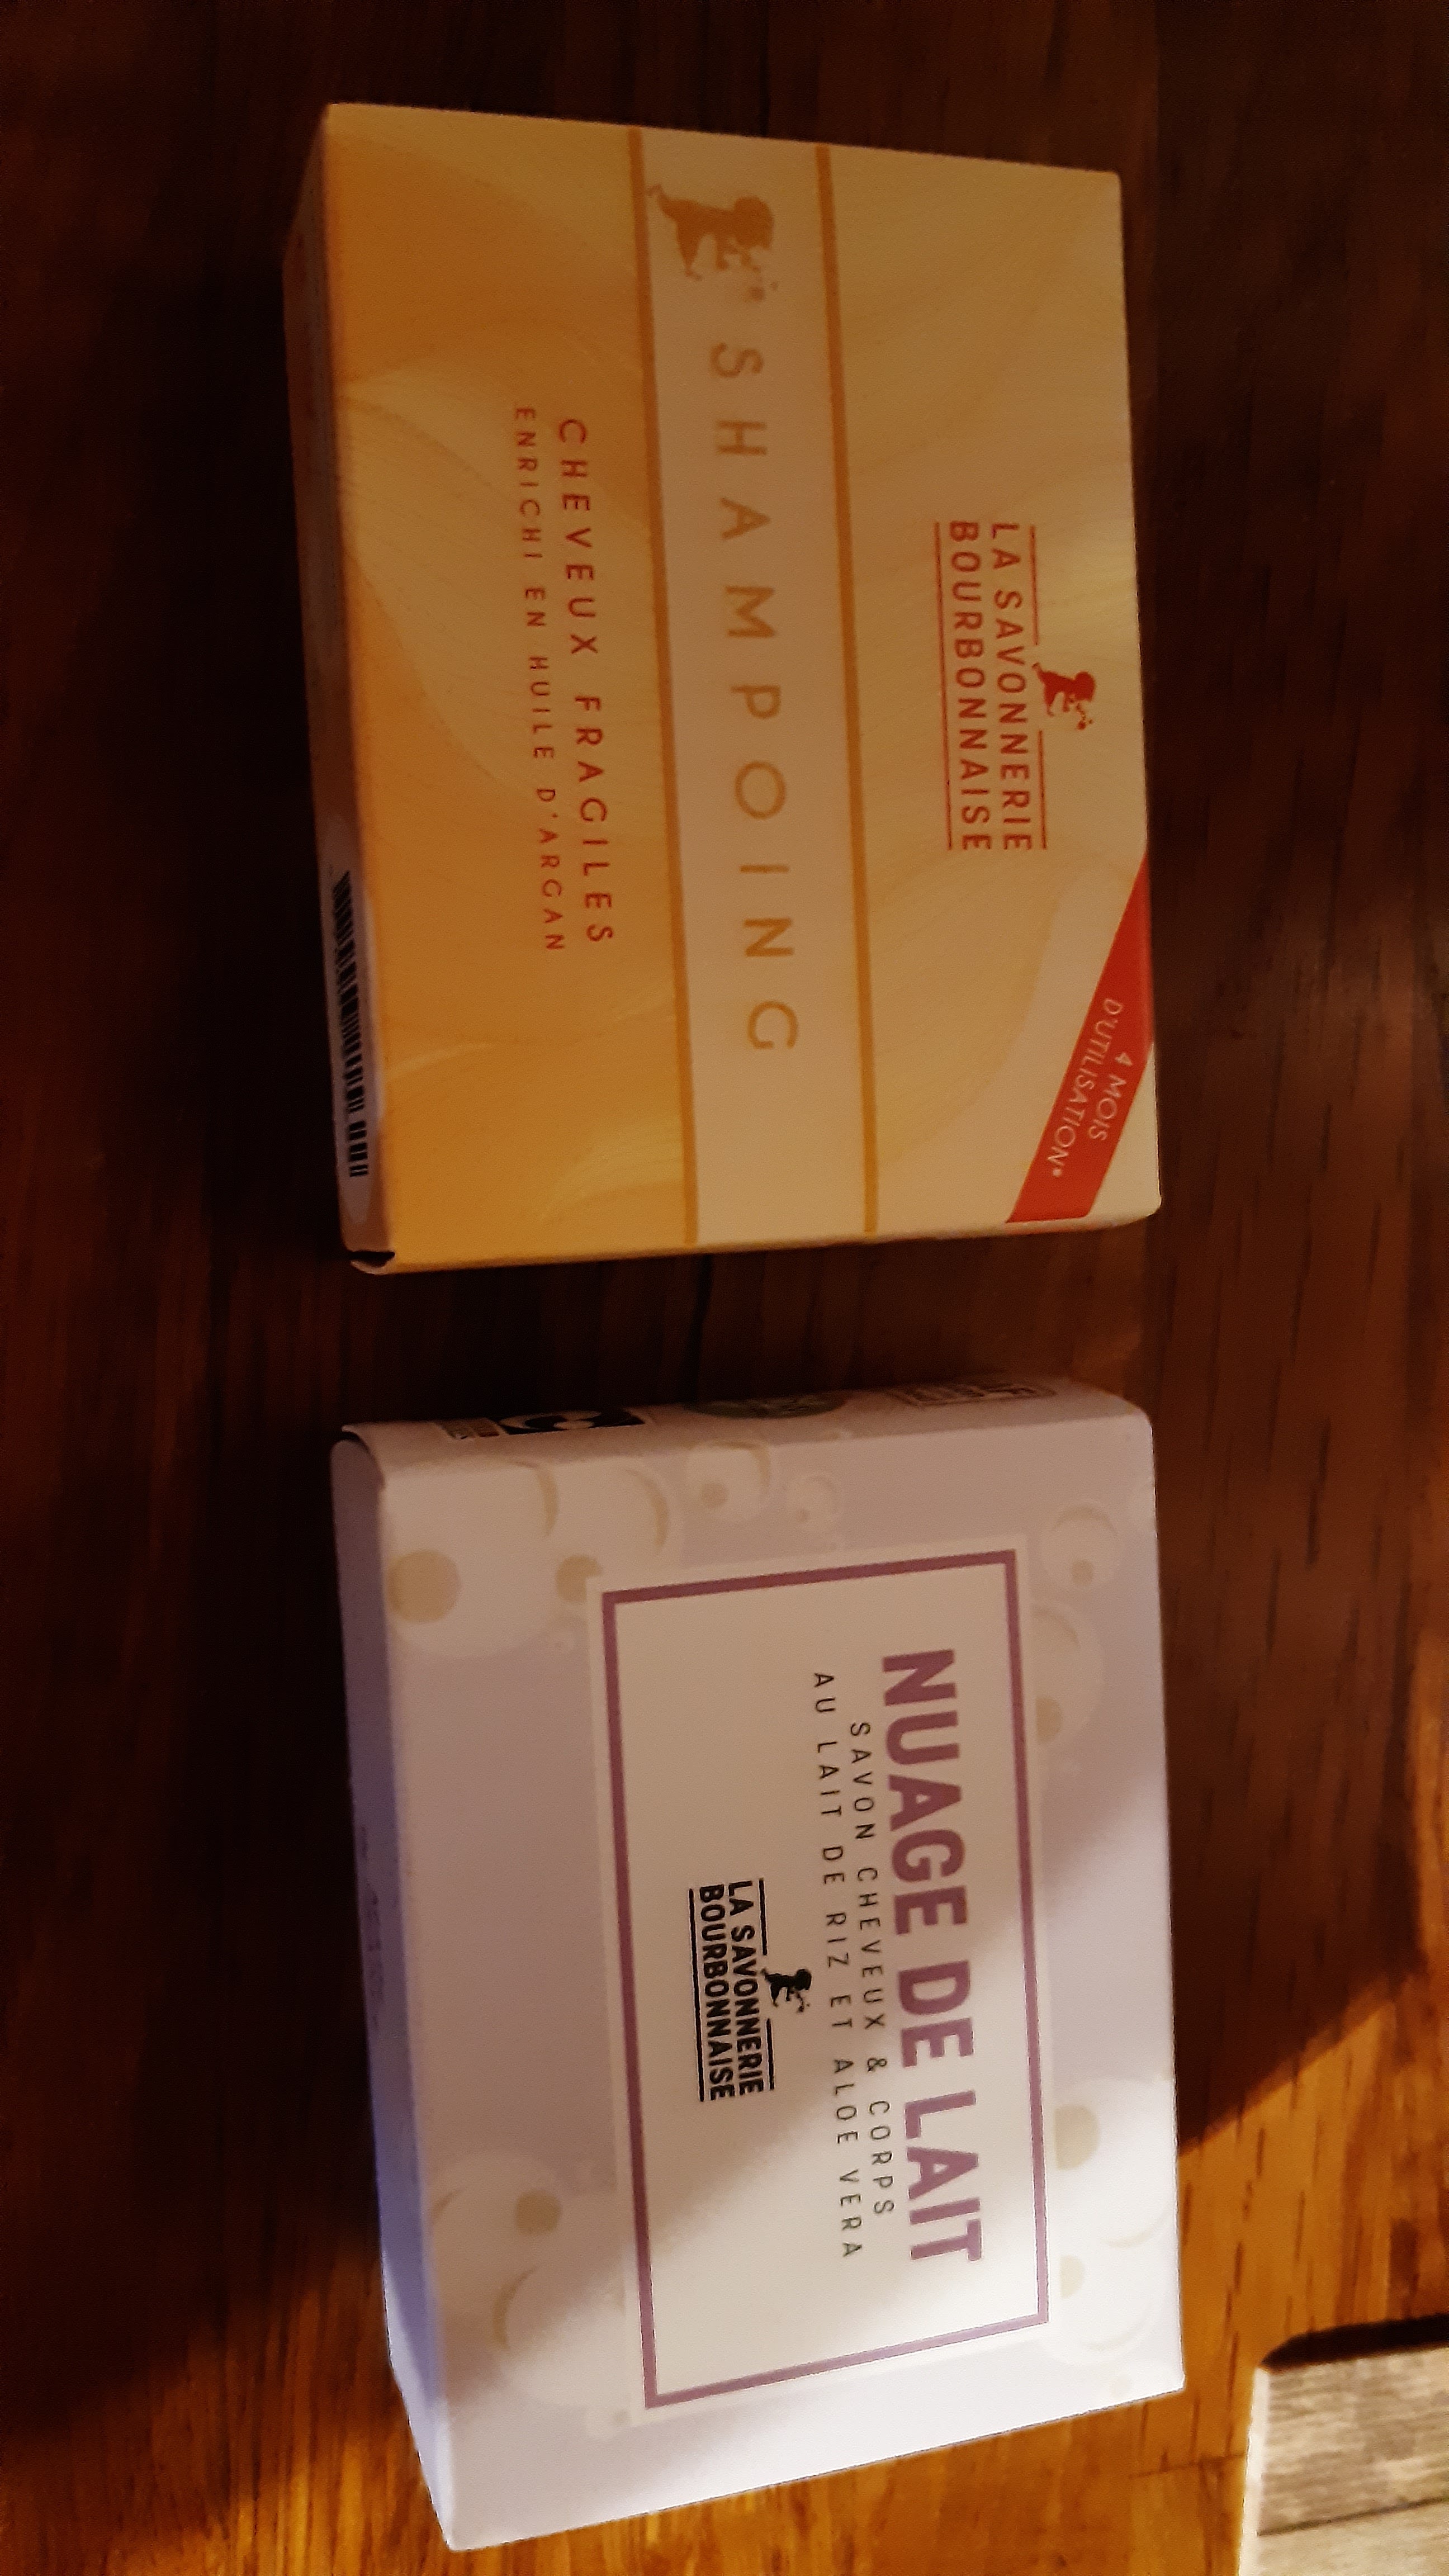 LA SAVONNERIE
BOURBONNAISE
4 MOIS
D'UTILISATION*
SHAMPOING
CHEVEUX FRAGILES
ENRICHI EN HUILE D'ARGAN
NUAGE DE LAIT
SAVON CHEVEUX & CORPS
AU LAIT DE RIZ ET ALOE VERA
LA SAVONNERIE
BOURBONNAISE